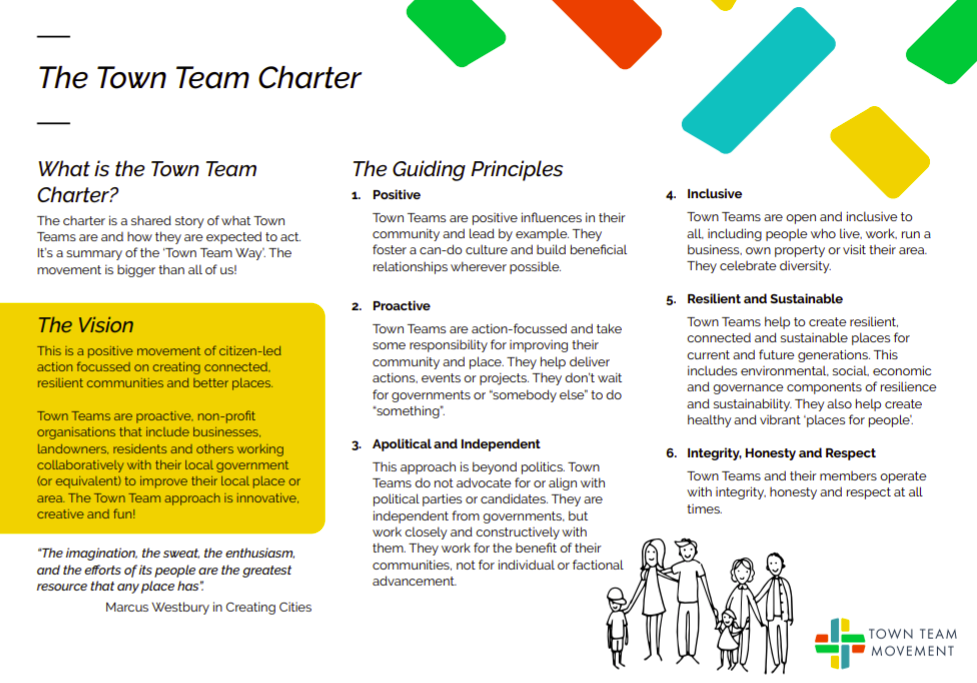 The Town Team Charter
What is the Town Team
Charter?
The charter is a shared story of what Town
Teams are and how they are expected to act.
It's a summary of the 'Town Team Way'. The
movement is bigger than all of us!
The Vision
This is a positive movement of citizen-led
action focussed on creating connected,
resilient communities and better places.
Town Teams are proactive, non-profit
organisations that include businesses,
landowners, residents and others working
collaboratively with their local government
(or equivalent) to improve their local place or
area. The Town Team approach is innovative,
creative and fun!
"The imagination, the sweat, the enthusiasm,
and the efforts of its people are the greatest
resource that any place has".
Marcus Westbury in Creating Cities
The Guiding Principles
1. Positive
Town Teams are positive influences in their
community and lead by example. They
foster a can-do culture and build beneficial
relationships wherever possible.
2. Proactive
Town Teams are action-focussed and take
some responsibility for improving their
community and place. They help deliver
actions, events or projects. They don't wait
for governments or "somebody else" to do
"something".
3. Apolitical and Independent
This approach is beyond politics. Town
Teams do not advocate for or align with
political parties or candidates. They are
independent from governments, but
work closely and constructively with
them. They work for the benefit of their
communities, not for individual or factional
advancement.
4. Inclusive
Town Teams are open and inclusive to
all, including people who live, work, run a
business, own property or visit their area.
They celebrate diversity.
5. Resilient and Sustainable
Town Teams help to create resilient,
connected and sustainable places for
current and future generations. This
includes environmental, social, economic
and governance components of resilience
and sustainability. They also help create
healthy and vibrant 'places for people'.
6. Integrity, Honesty and Respect
Town Teams and their members operate
with integrity, honesty and respect at all
times.
TOWN TEAM
MOVEMENT